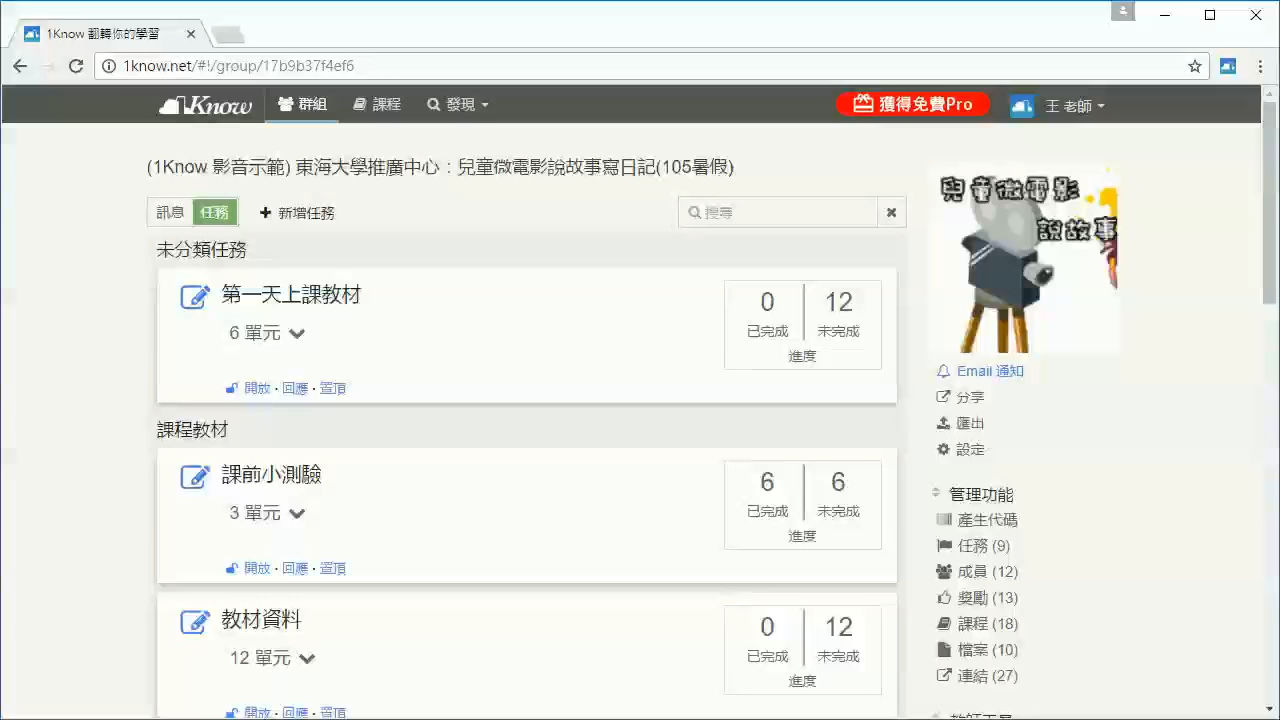 1Know 翻轉你的學習
1know.net/#!/group/17b9b37f4ef6
1Know 群組 課程 發現 獲得免費Pro 王 老師
(1Know 影音示範) 東海大學推廣中心：兒童微電影說故事寫日記(105暑假)
訊息 任務 新增任務 搜尋
兒童微電影
說故事
未分類任務
第一天上課教材
6 單元
0 12
已完成 未完成
進度
開放 · 回應 · 置頂
課程教材
課前小測驗
3 單元
6 6
已完成 未完成
進度
開放 · 回應 · 置頂
教材資料
12 單元
0 12
已完成 未完成
進度
開放 · 回應 · 置頂
Email 通知
分享
匯出
設定
管理功能
產生代碼
任務 (9)
成員 (12)
獎勵 (13)
課程 (18)
檔案 (10)
連結 (27)